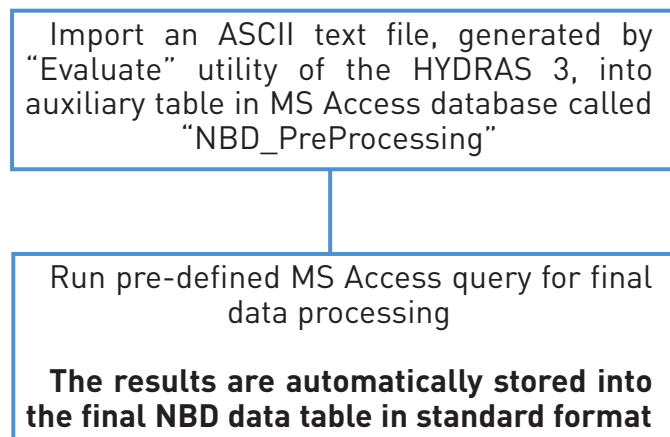 Import an ASCII text file, generated by
“Evaluate” utility of the HYDRAS 3, into
auxiliary table in MS Access database called
“NBD_PreProcessing”
Run pre-defined MS Access query for final
data processing
The results are automatically stored into
the final NBD data table in standard format